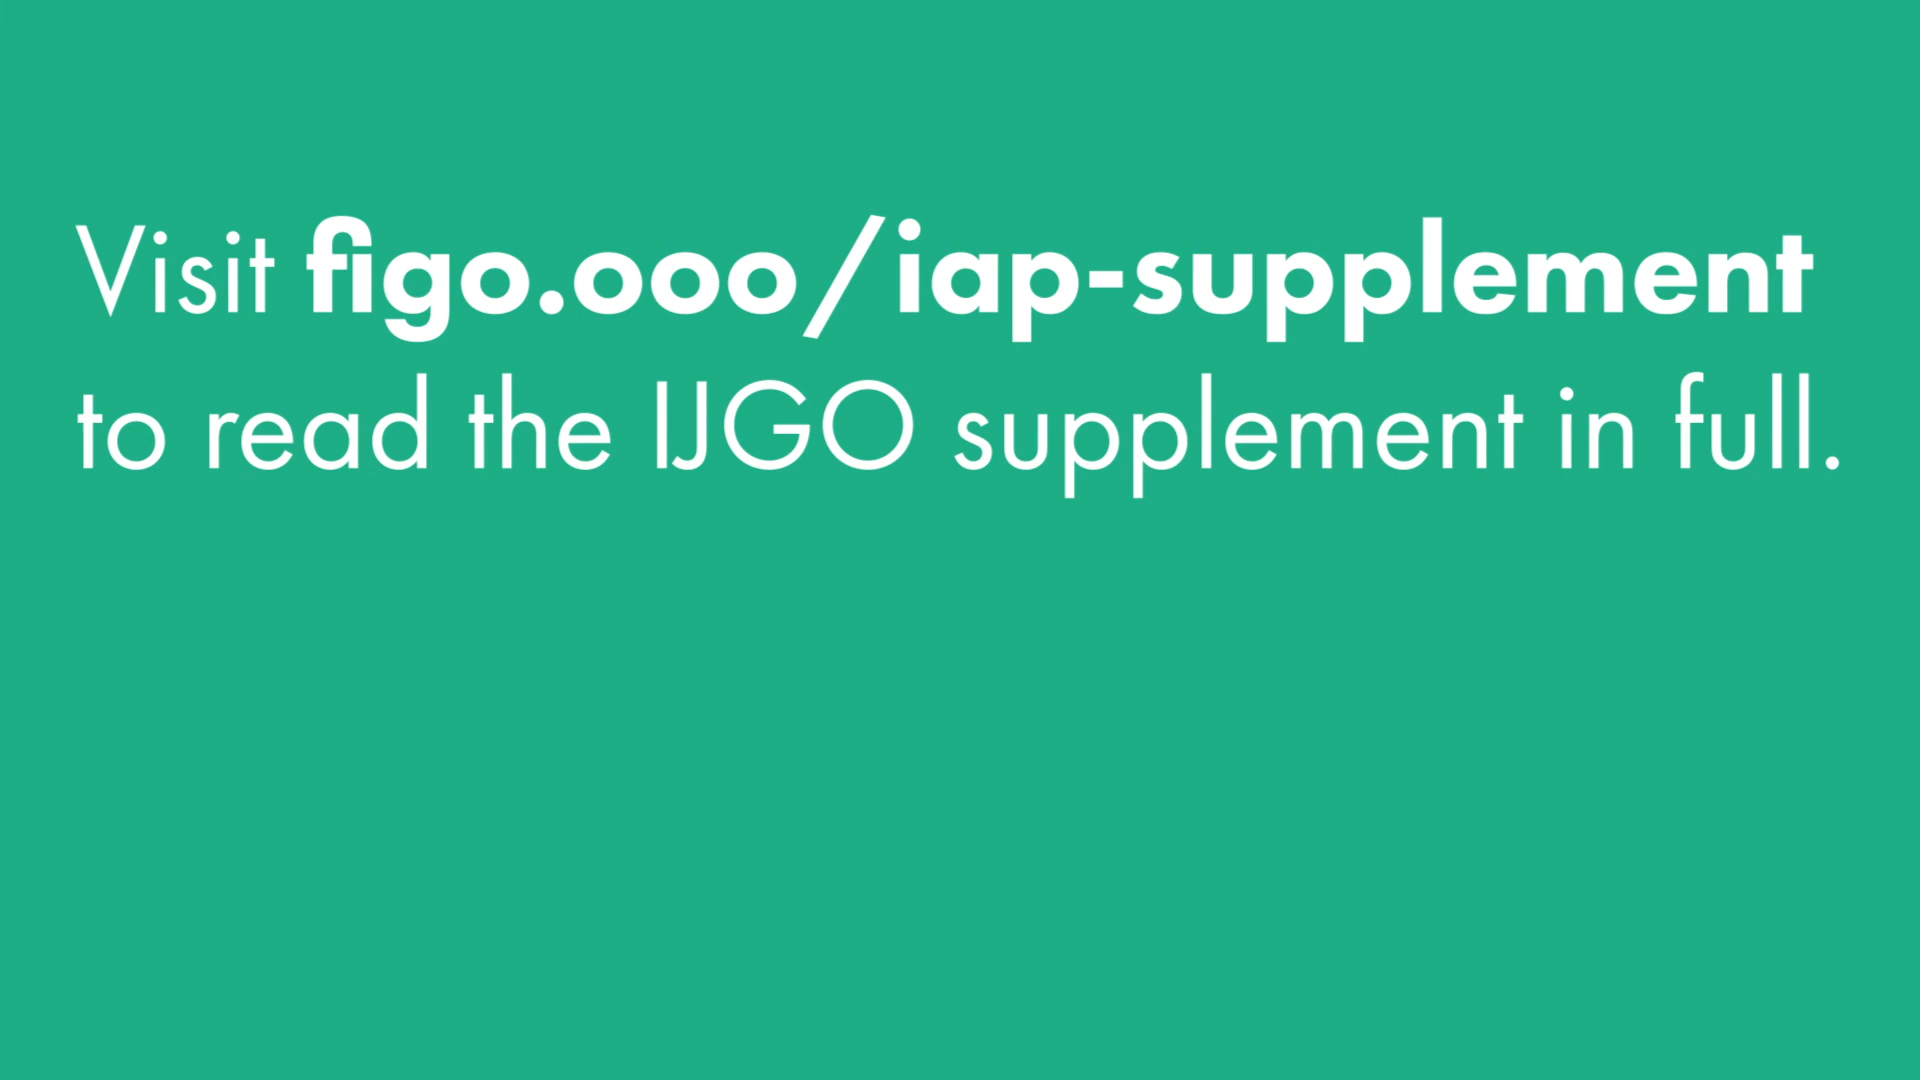 Visit figo.ooo/iap-supplement
to read the IJGO supplement in full.